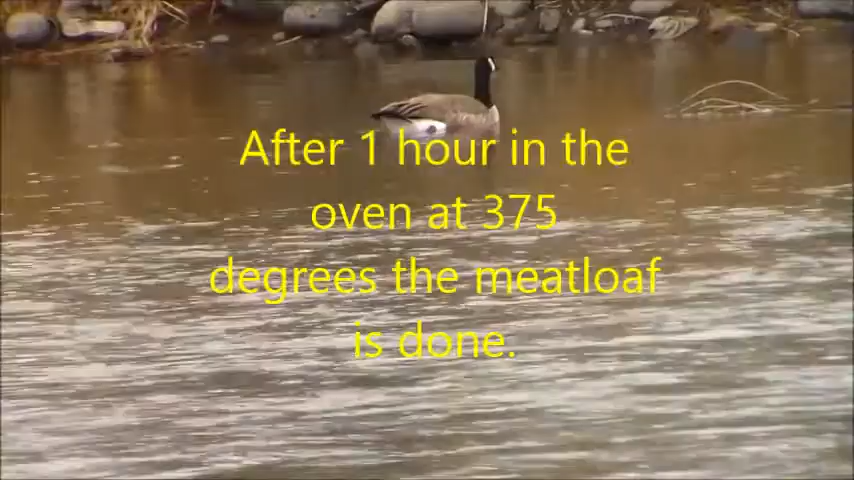 After 1 hour in the
oven at 375
degrees the meatloaf
is done.